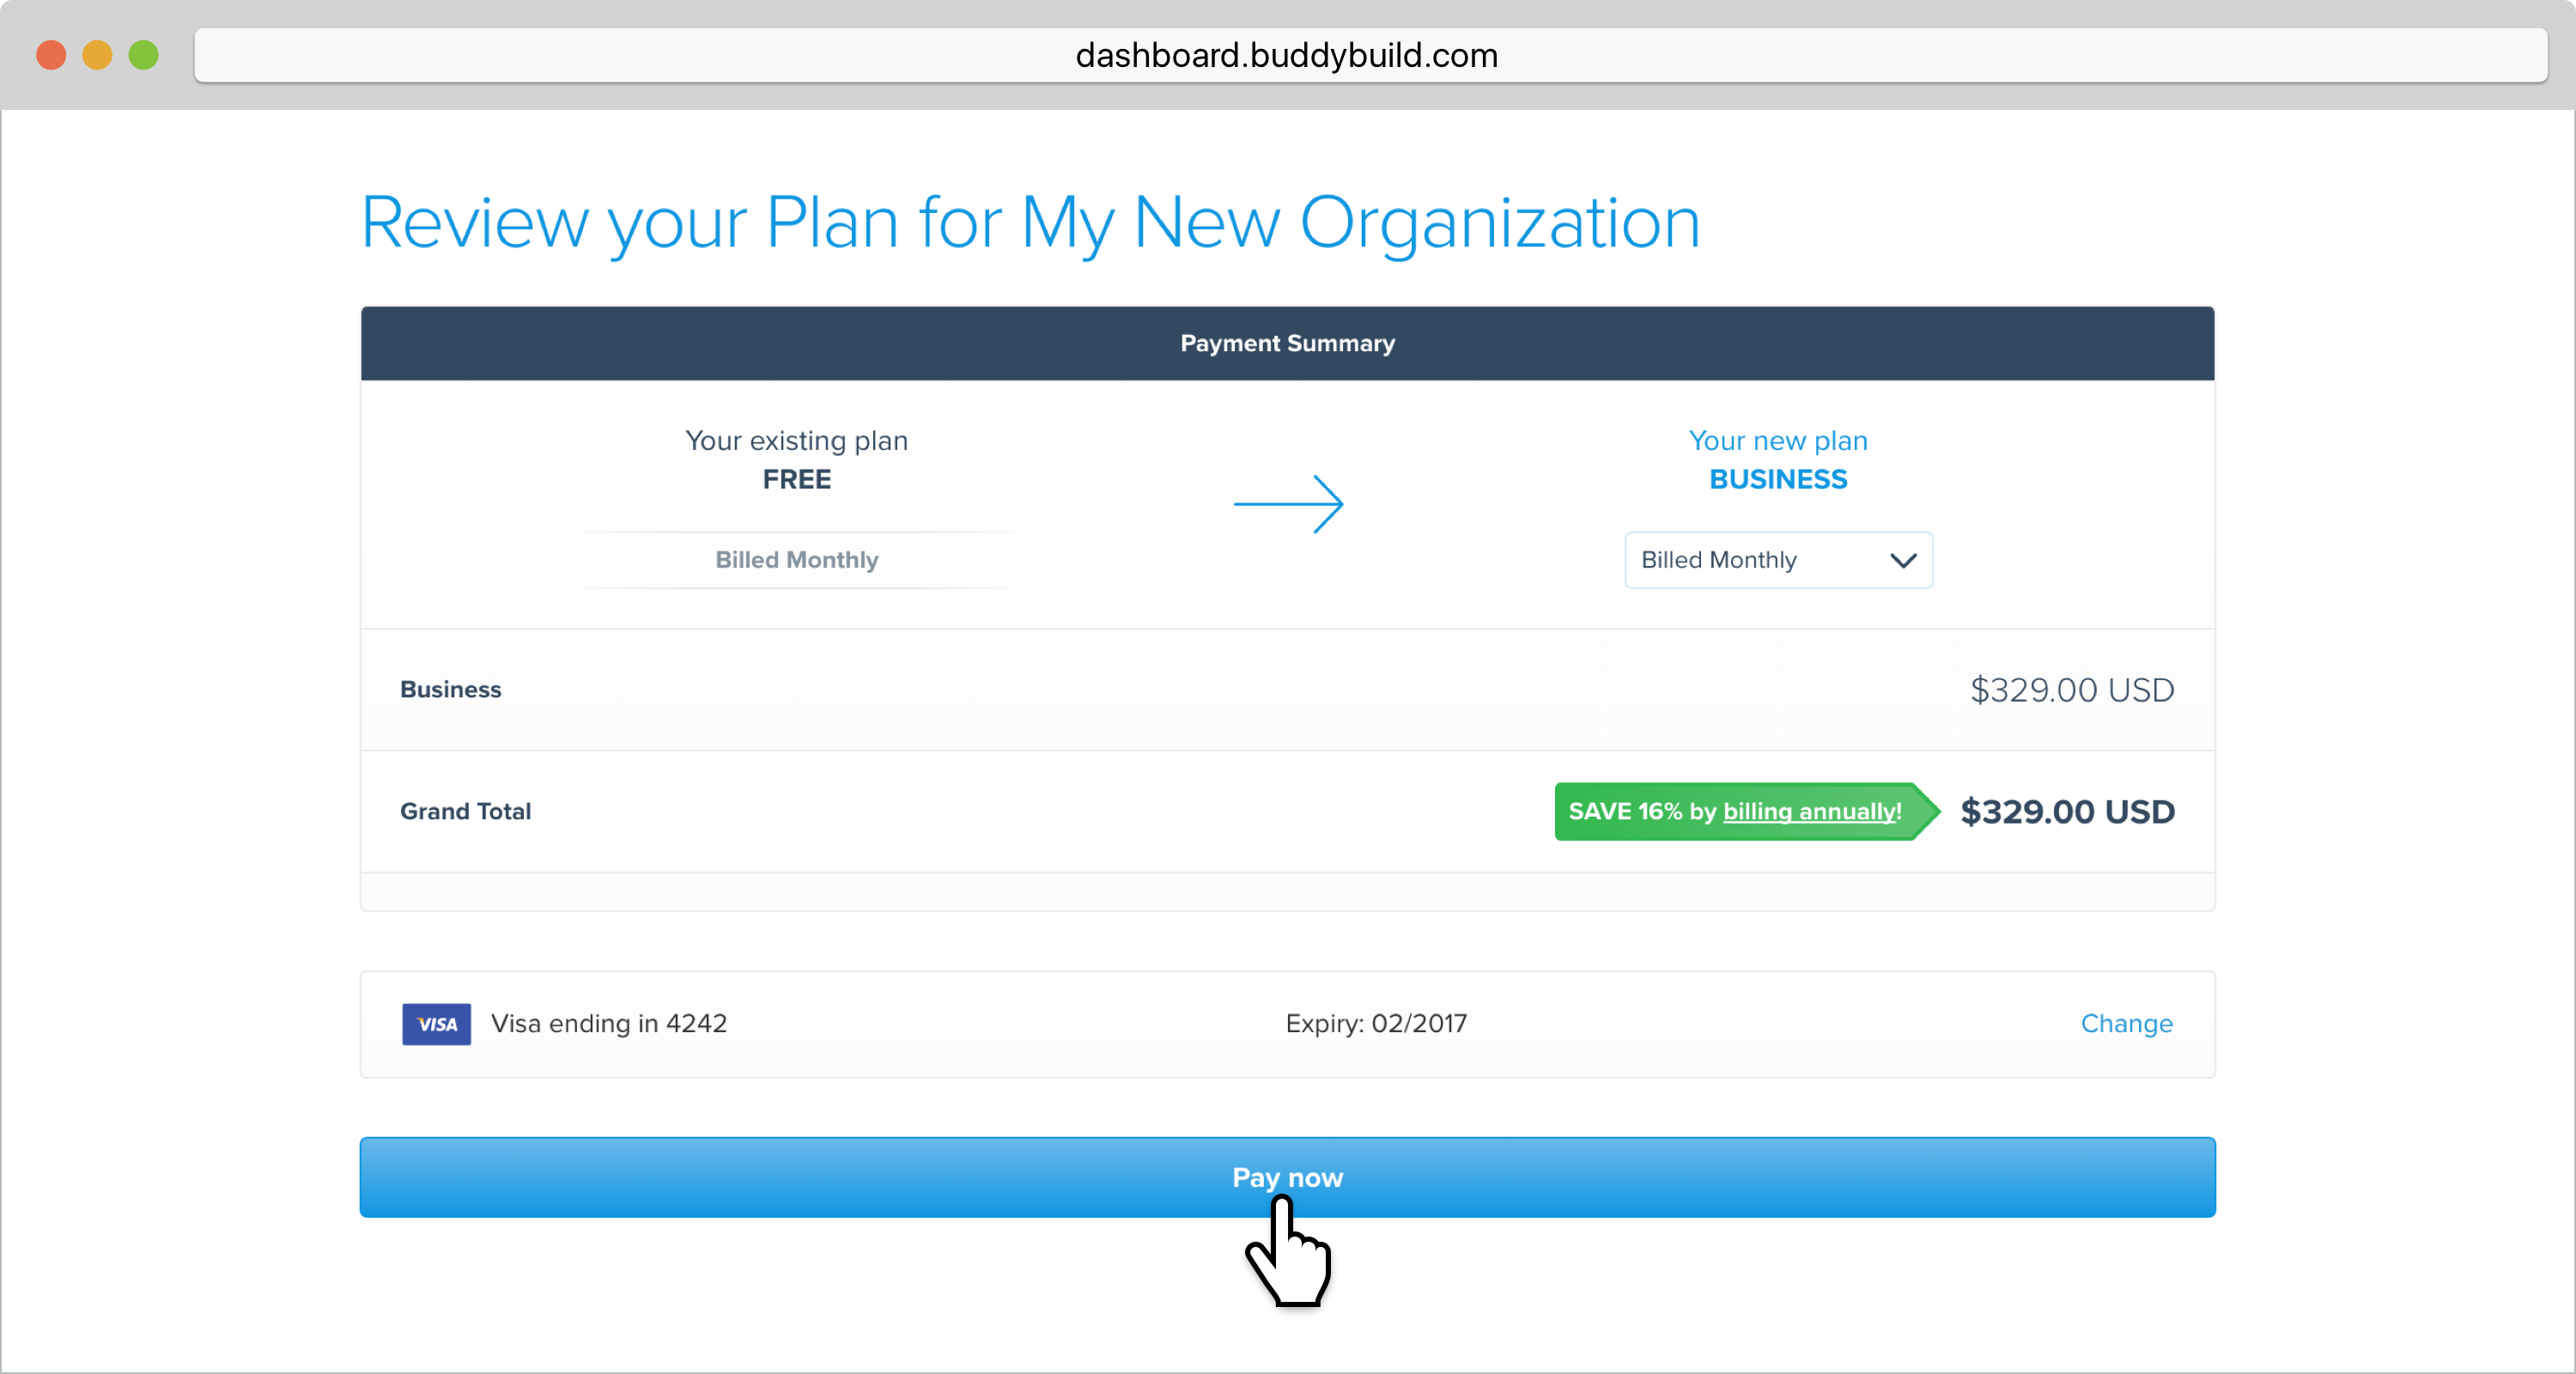 dashboard.buddybuild.com
Review your Plan for My New Organization
Payment Summary
Your existing plan
FREE
Billed Monthly
Your new plan
BUSINESS
Billed Monthly
Business
$329.00 USD
Grand Total
SAVE 16% by billing annually!
$329.00 USD
VISA
Visa ending in 4242
Expiry: 02/2017
Change
Pay now